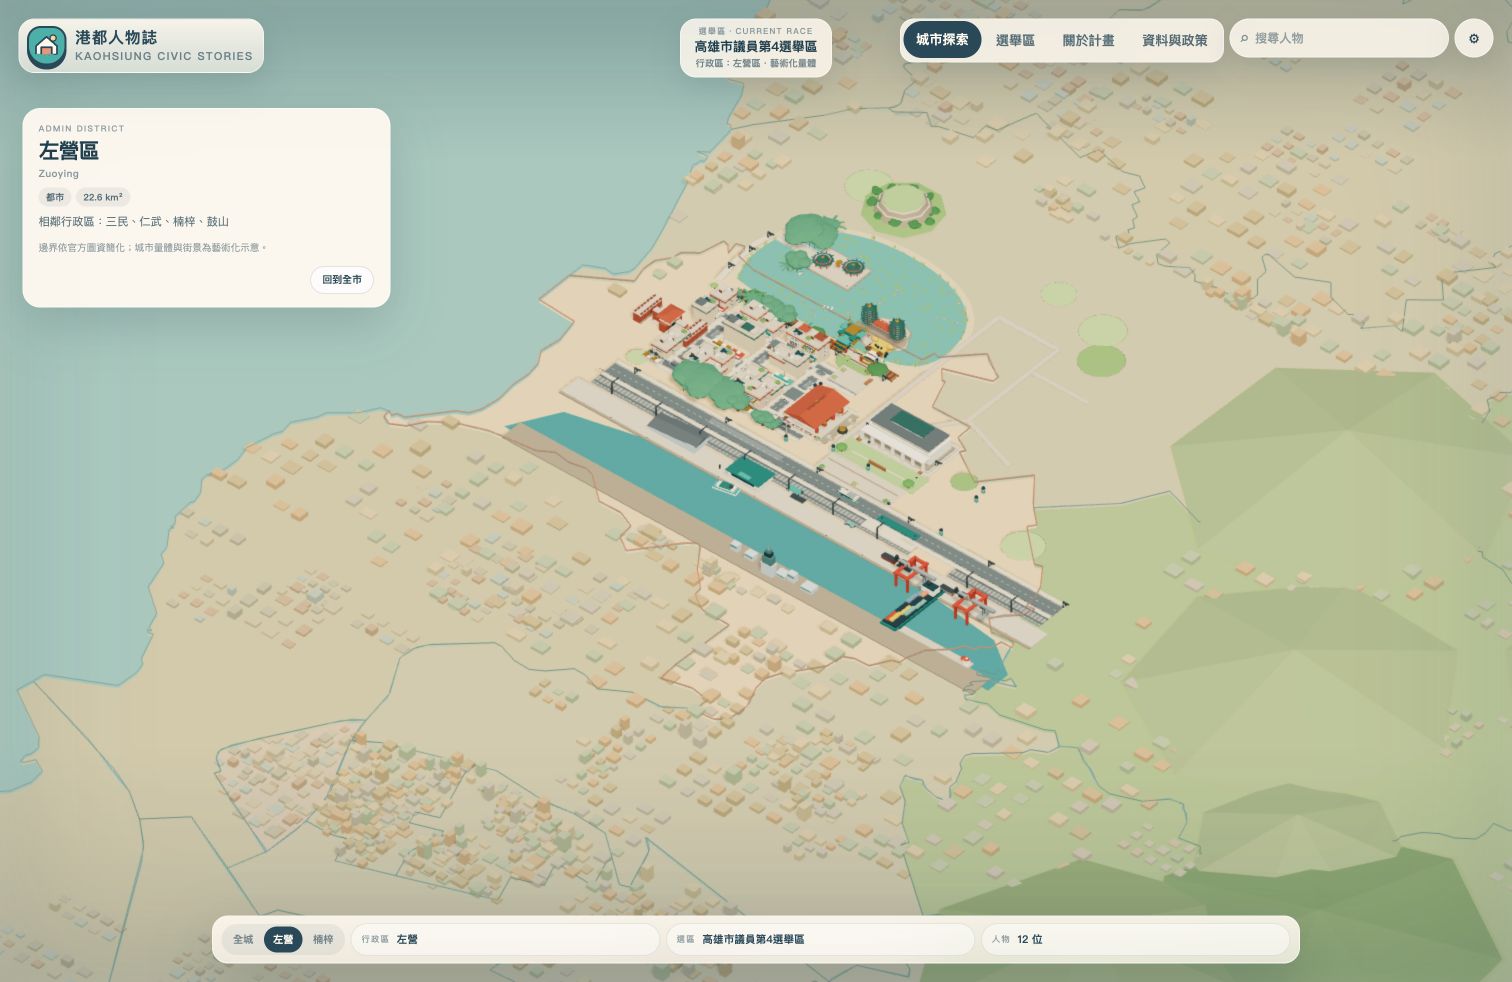 港都人物誌
KAOHSIUNG CIVIC STORIES
選舉區 · CURRENT RACE
高雄市議員第4選舉區
行政區：左營區 · 藝術化量體
城市探索
選舉區
關於計畫
資料與政策
搜尋人物
ADMIN DISTRICT
左營區
Zuoying
都市
22.6 km²
相鄰行政區：三民、仁武、楠梓、鼓山
邊界依官方圖資簡化；城市量體與街景為藝術化示意。
回到全市
全城
左營
楠梓
行政區 左營
選區 高雄市議員第4選舉區
人物 12 位